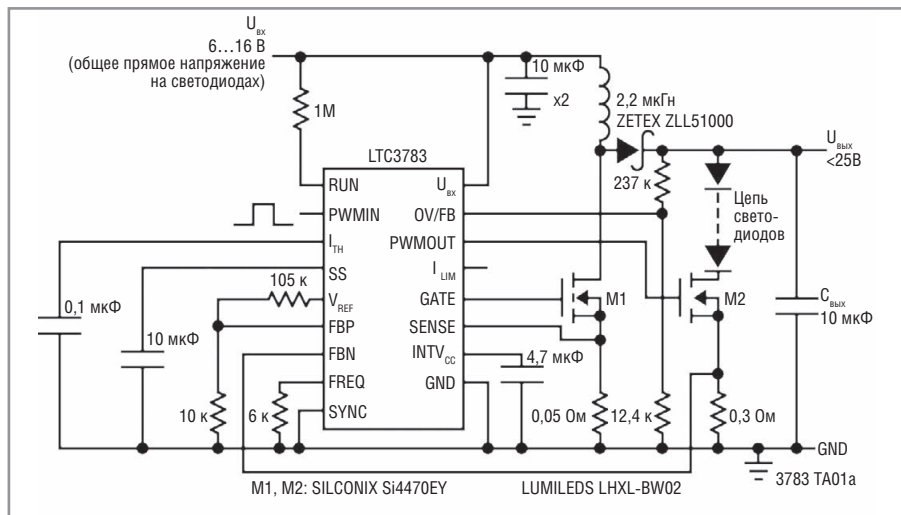 U вх
6...16 В
(общее прямое напряжение
на светодиодах)
10 мкФ
x2
2,2 мкГн
ZETEX ZLL51000
U вых
<25В
1М
LTC3783
237 к
Цепь
свето-
диодов
RUN
PWMIN
I TH
SS
V REF
FBP
FBN
FREQ
SYNC
U вх
OV/FB
PWMOUT
I LIM
GATE
SENSE
INTV CC
GND
105 к
0,1 мкФ
10 мкФ
10 к
6 к
4,7 мкФ
M1
M2
C вых
10 мкФ
0,05 Ом
12,4 к
0,3 Ом
GND
3783 TA01a
M1, M2: SILCONIX Si4470EY
LUMILEDS LHXL-BW02